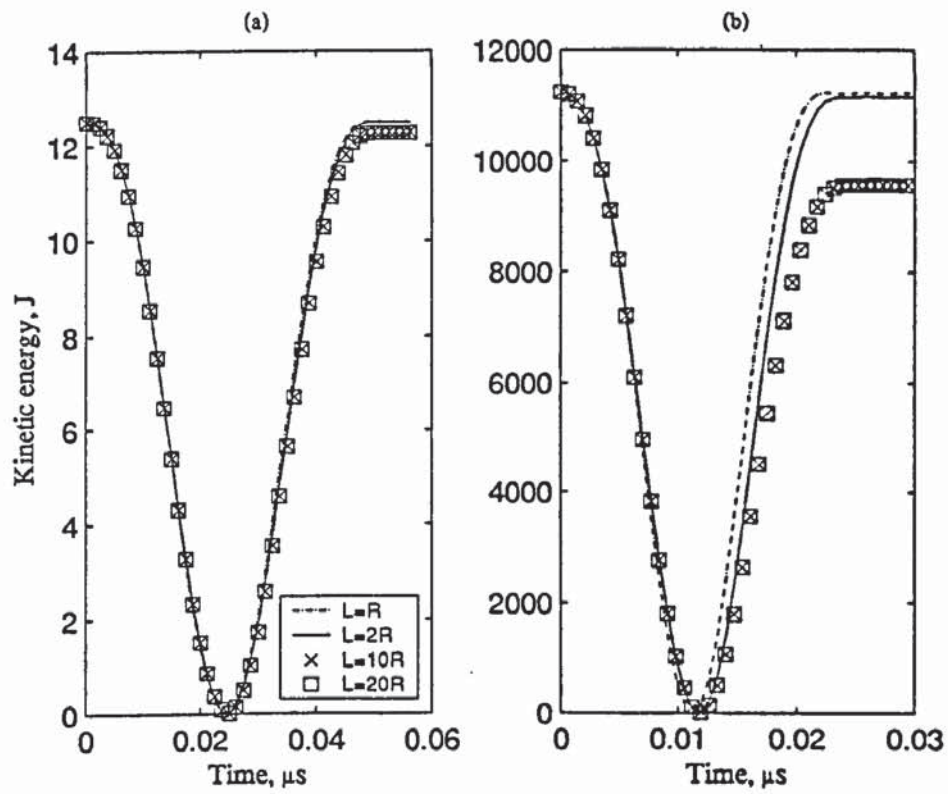 (a)
(b)
14
12
10
8
6
4
2
0
Kinetic energy, J
L=R
L=2R
L=10R
L=20R
0
0.02
0.04
0.06
Time, μs
12000
10000
8000
6000
4000
2000
0
0
0.01
0.02
0.03
Time, μs